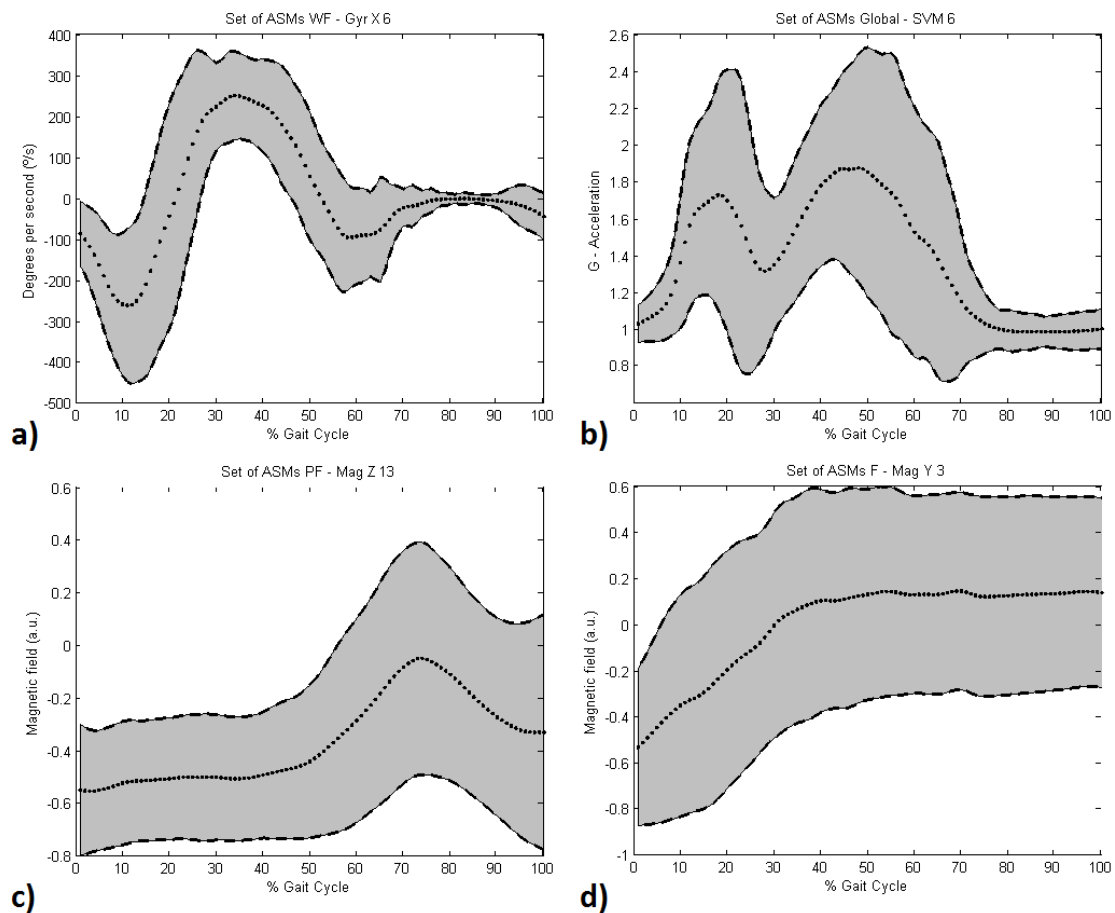 Set of ASMs WF - Gyr X 6
400
300
200
100
0
-100
-200
-300
-400
-500
Degrees per second (º/s)
0 10 20 30 40 50 60 70 80 90 100
% Gait Cycle
a)
Set of ASMs Global - SVM 6
2.6
2.4
2.2
2
1.8
1.6
1.4
1.2
1
0.8
G - Acceleration
0 10 20 30 40 50 60 70 80 90 100
% Gait Cycle
b)
Set of ASMs PF - Mag Z 13
0.6
0.4
0.2
0
-0.2
-0.4
-0.6
-0.8
Magnetic field (a.u.)
0 10 20 30 40 50 60 70 80 90 100
% Gait Cycle
c)
Set of ASMs F - Mag Y 3
0.6
0.4
0.2
0
-0.2
-0.4
-0.6
-0.8
-1
Magnetic field (a.u.)
0 10 20 30 40 50 60 70 80 90 100
% Gait Cycle
d)